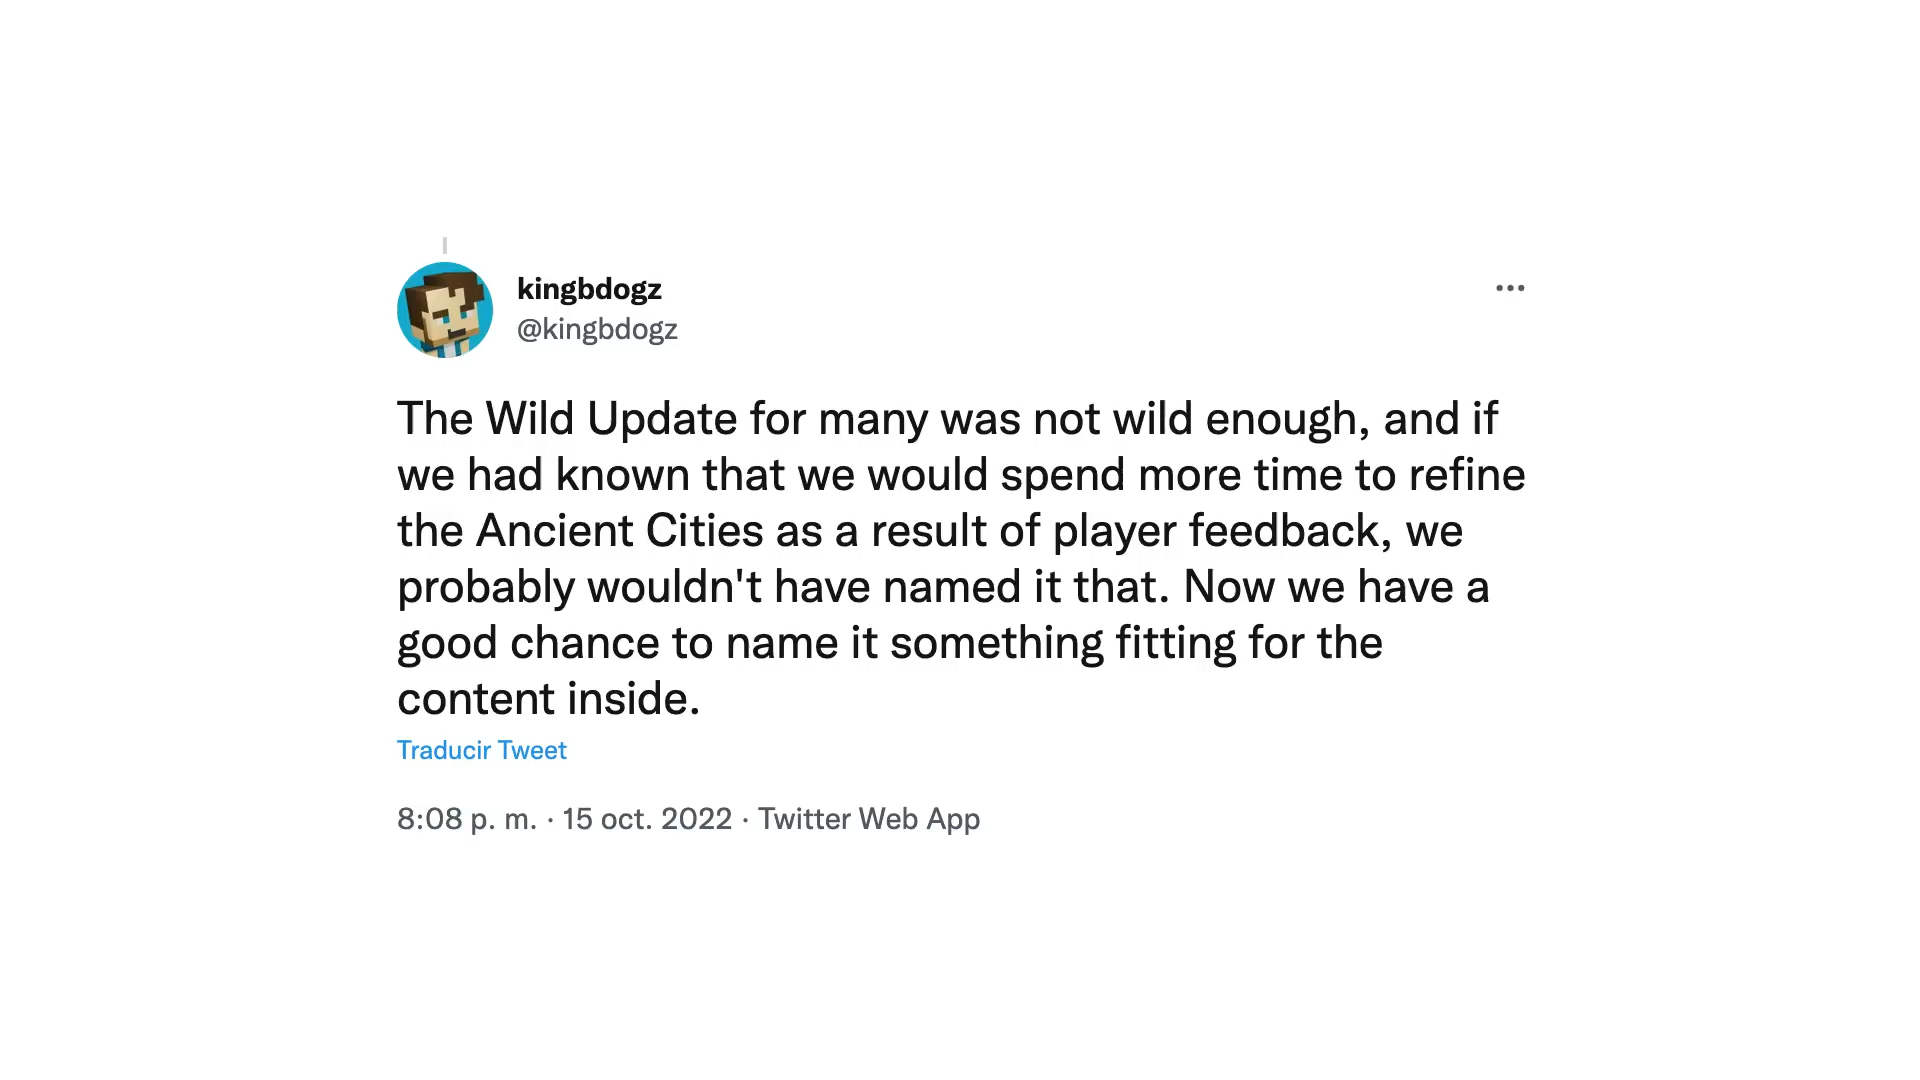 kingbdogz
@kingbdogz
The Wild Update for many was not wild enough, and if
we had known that we would spend more time to refine
the Ancient Cities as a result of player feedback, we
probably wouldn't have named it that. Now we have a
good chance to name it something fitting for the
content inside.
Traducir Tweet
8:08 p. m. · 15 oct. 2022 · Twitter Web App